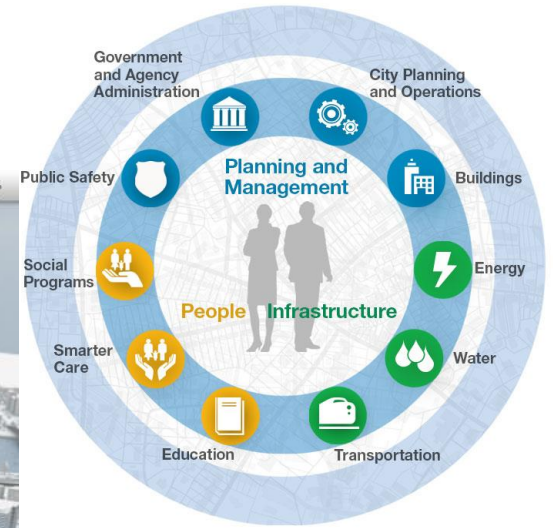 Government
and Agency
Administration
City Planning
and Operations
Public Safety
Planning and
Management
Buildings
Social
Programs
Energy
People
Infrastructure
Smarter
Care
Water
Education
Transportation